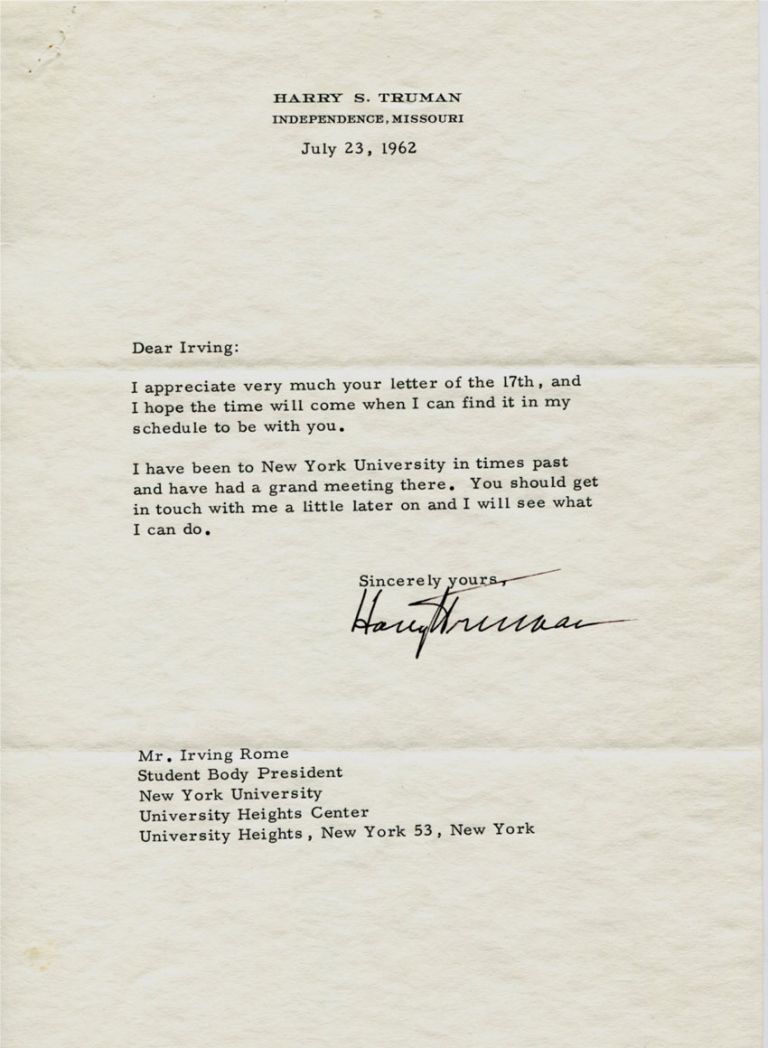 HARRY S. TRUMAN
INDEPENDENCE, MISSOURI
July 23, 1962
Dear Irving:
I appreciate very much your letter of the 17th, and
I hope the time will come when I can find it in my
schedule to be with you.
I have been to New York University in times past
and have had a grand meeting there. You should get
in touch with me a little later on and I will see what
I can do.
Sincerely yours,
Harry Truman
Mr. Irving Rome
Student Body President
New York University
University Heights Center
University Heights, New York 53, New York